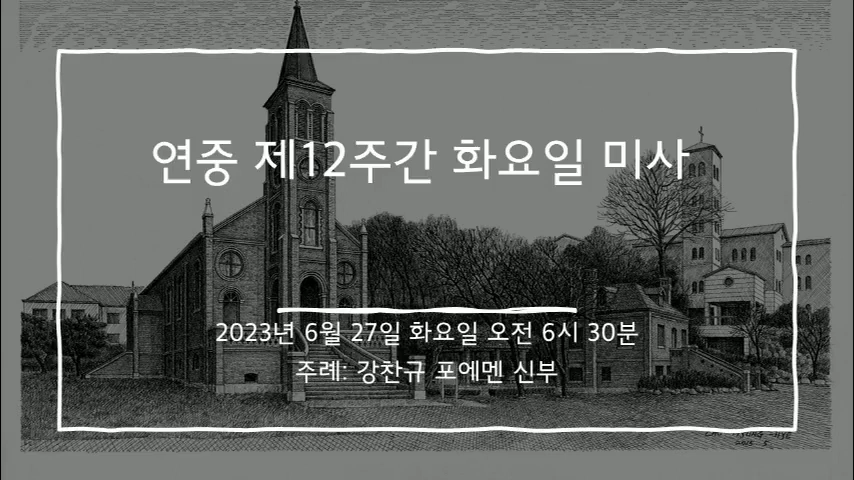 연중 제12주간 화요일 미사
2023년 6월 27일 화요일 오전 6시 30분
주례: 강찬규 포에멘 신부
2015. 5.